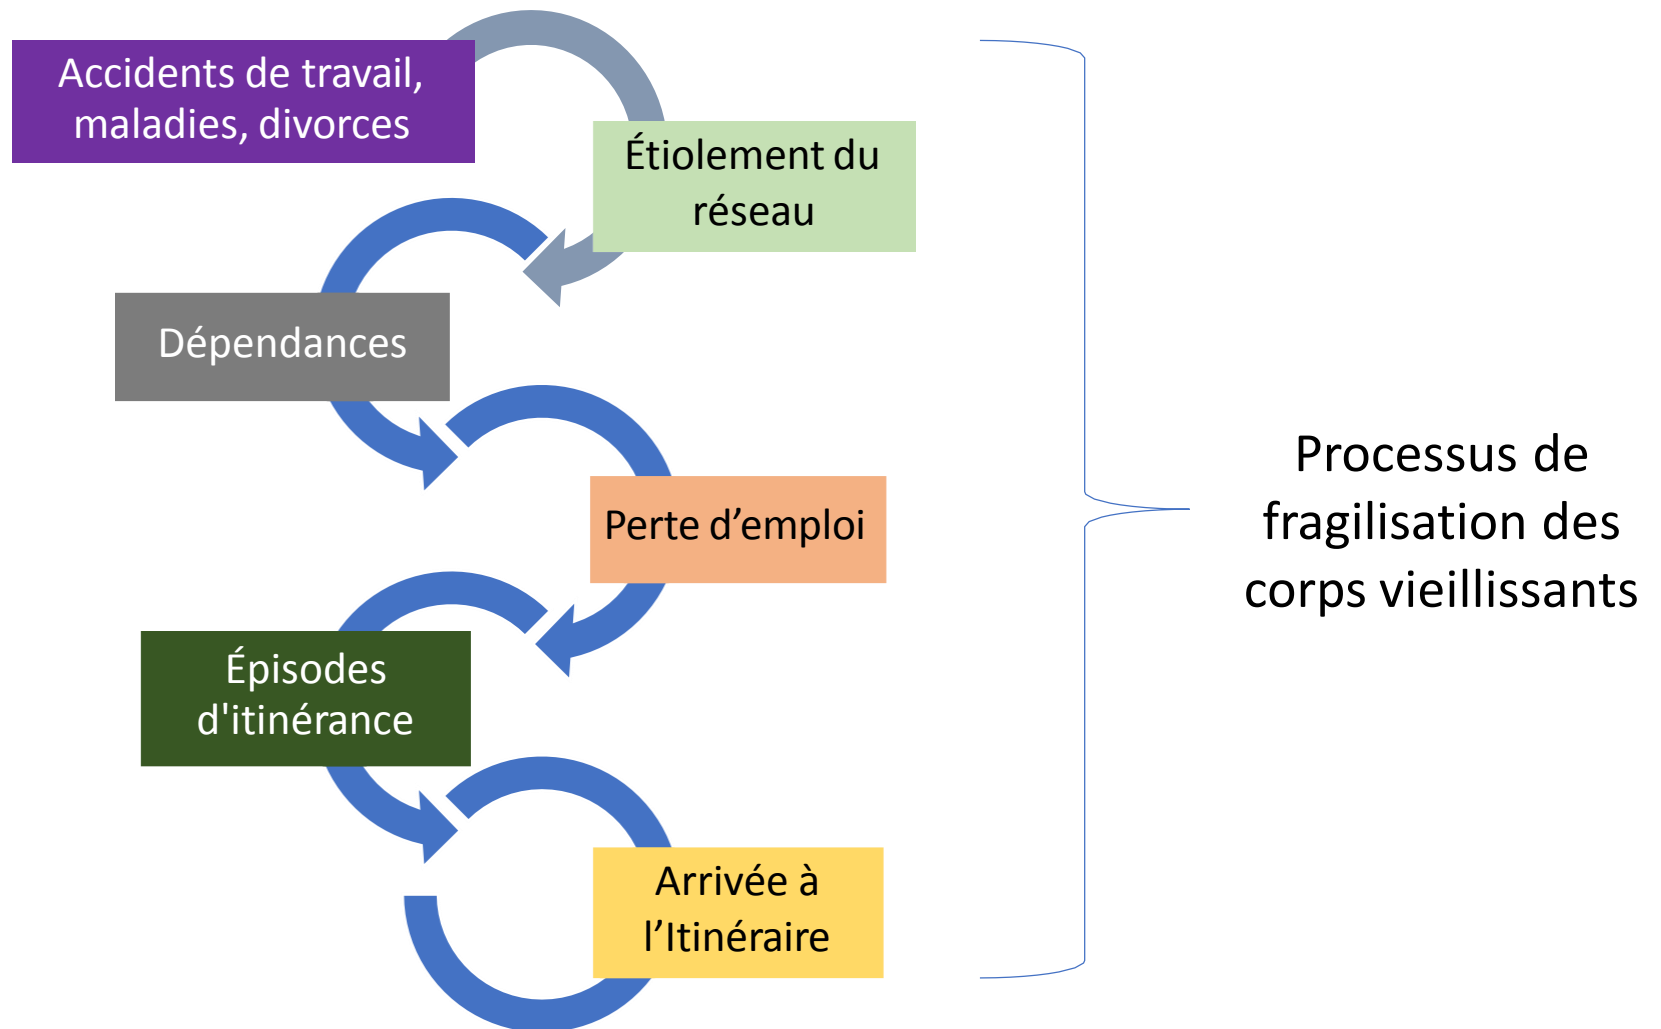 Accidents de travail,
maladies, divorces
Étiolement du
réseau
Dépendances
Perte d’emploi
Épisodes
d'itinérance
Arrivée à
l’Itinéraire
Processus de
fragilisation des
corps vieillissants